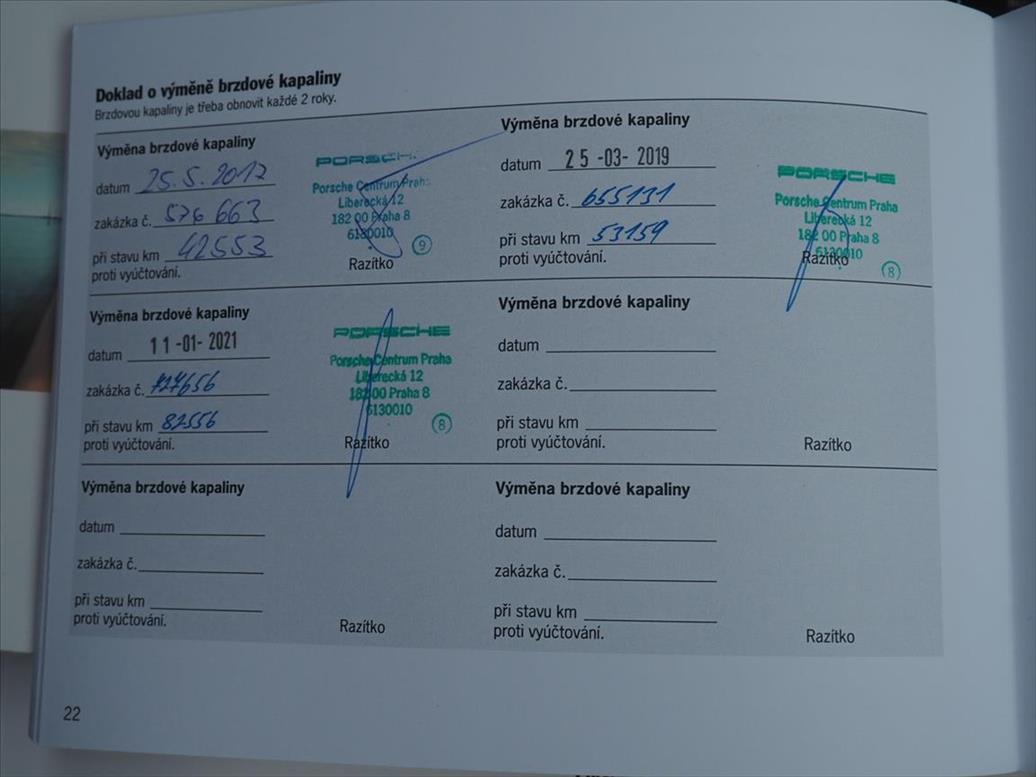 Doklad o výměně brzdové kapaliny
Brzdovou kapaliny je třeba obnovit každé 2 roky.
Výměna brzdové kapaliny
datum 25.5.2017
zakázka č. 576 663
při stavu km 42553
proti vyúčtování.
PORSCHE
Porsche Centrum Praha
Liberecká 12
182 00 Praha 8
6130010
9
Razítko
Výměna brzdové kapaliny
datum 25-03-2019
zakázka č. 655131
při stavu km 53159
proti vyúčtování.
PORSCHE
Porsche Centrum Praha
Liberecká 12
182 00 Praha 8
6130010
8
Razítko
Výměna brzdové kapaliny
datum 11-01-2021
zakázka č. 727656
při stavu km 82556
proti vyúčtování.
PORSCHE
Porsche Centrum Praha
Liberecká 12
182 00 Praha 8
6130010
8
Razítko
Výměna brzdové kapaliny
datum
zakázka č.
při stavu km
proti vyúčtování.
Razítko
Výměna brzdové kapaliny
datum
zakázka č.
při stavu km
proti vyúčtování.
Razítko
Výměna brzdové kapaliny
datum
zakázka č.
při stavu km
proti vyúčtování.
Razítko
22